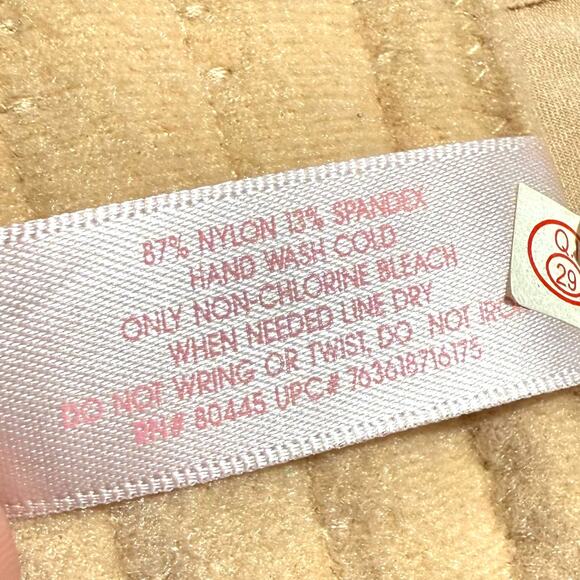 87% NYLON 13% SPANDEX
HAND WASH COLD
ONLY NON-CHLORINE BLEACH
WHEN NEEDED LINE DRY
DO NOT WRING OR TWIST, DO NOT IRON
RN# 80445 UPC# 763618716175
Q.
29